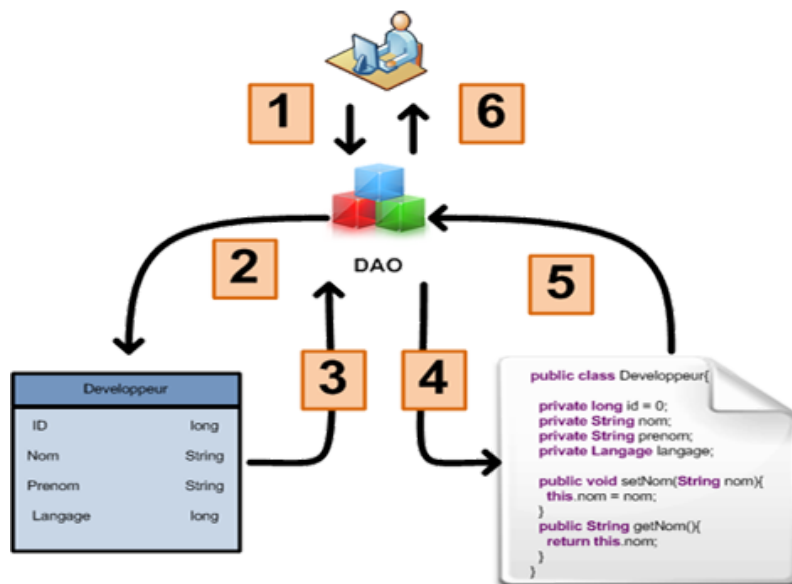 1
6
2
DAO
5
3
4
Developpeur
ID long
Nom String
Prenom String
Langage long
public class Developpeur{
private long id = 0;
private String nom;
private String prenom;
private Langage langage;
public void setNom(String nom){
this.nom = nom;
}
public String getNom(){
return this.nom;
}
}